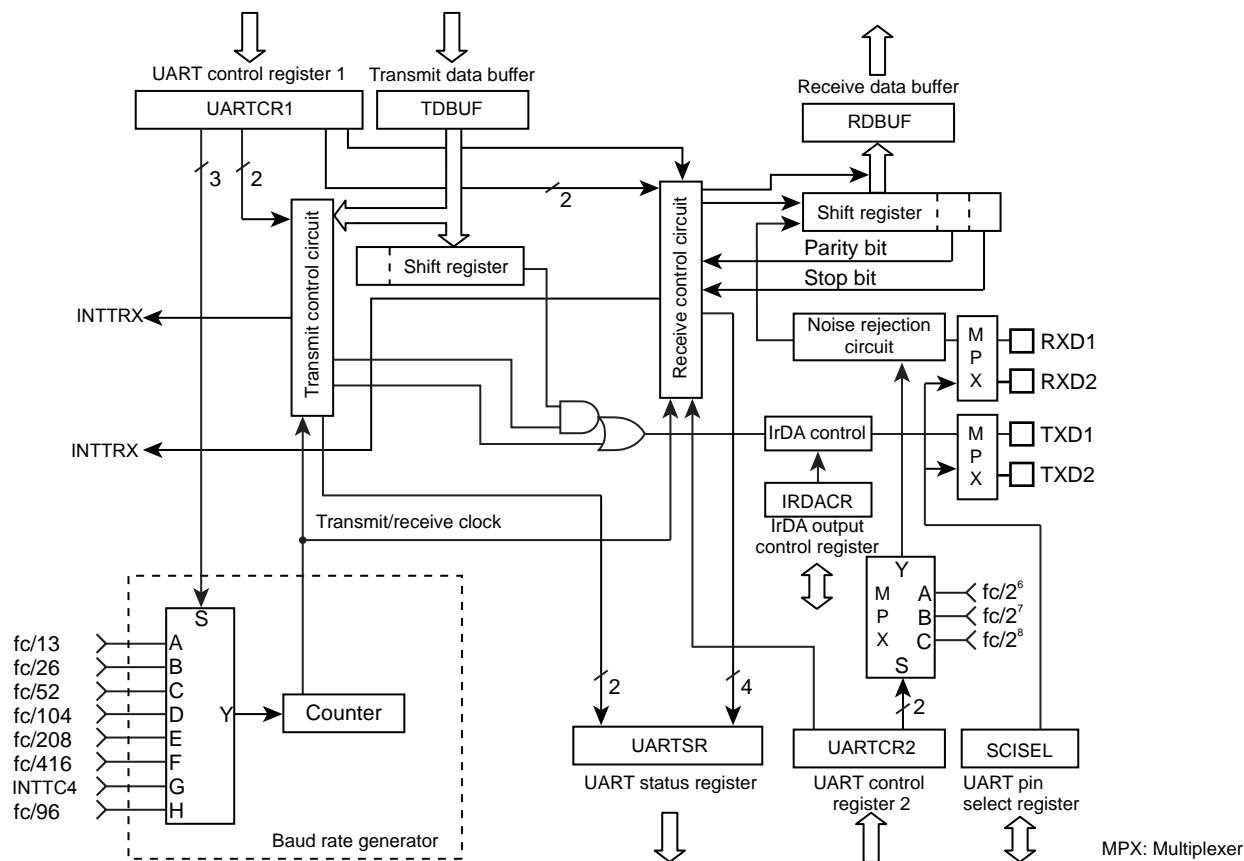 UART control register 1
Transmit data buffer
Receive data buffer
UARTCR1
TDBUF
RDBUF
3
2
2
Transmit control circuit
Receive control circuit
Shift register
Shift register
Parity bit
Stop bit
INTTRX
INTTRX
Noise rejection
circuit
M
P
X
RXD1
RXD2
IrDA control
M
P
X
TXD1
TXD2
IRDACR
IrDA output
control register
Transmit/receive clock
Y
M
P
X
A
B
C
S
fc/2⁶
fc/2⁷
fc/2⁸
2
S
fc/13
A
fc/26
B
fc/52
C
fc/104
D
fc/208
E
fc/416
F
INTTC4
G
fc/96
H
Y
Counter
Baud rate generator
2
4
UARTSR
UART status register
UARTCR2
UART control
register 2
SCISEL
UART pin
select register
MPX: Multiplexer